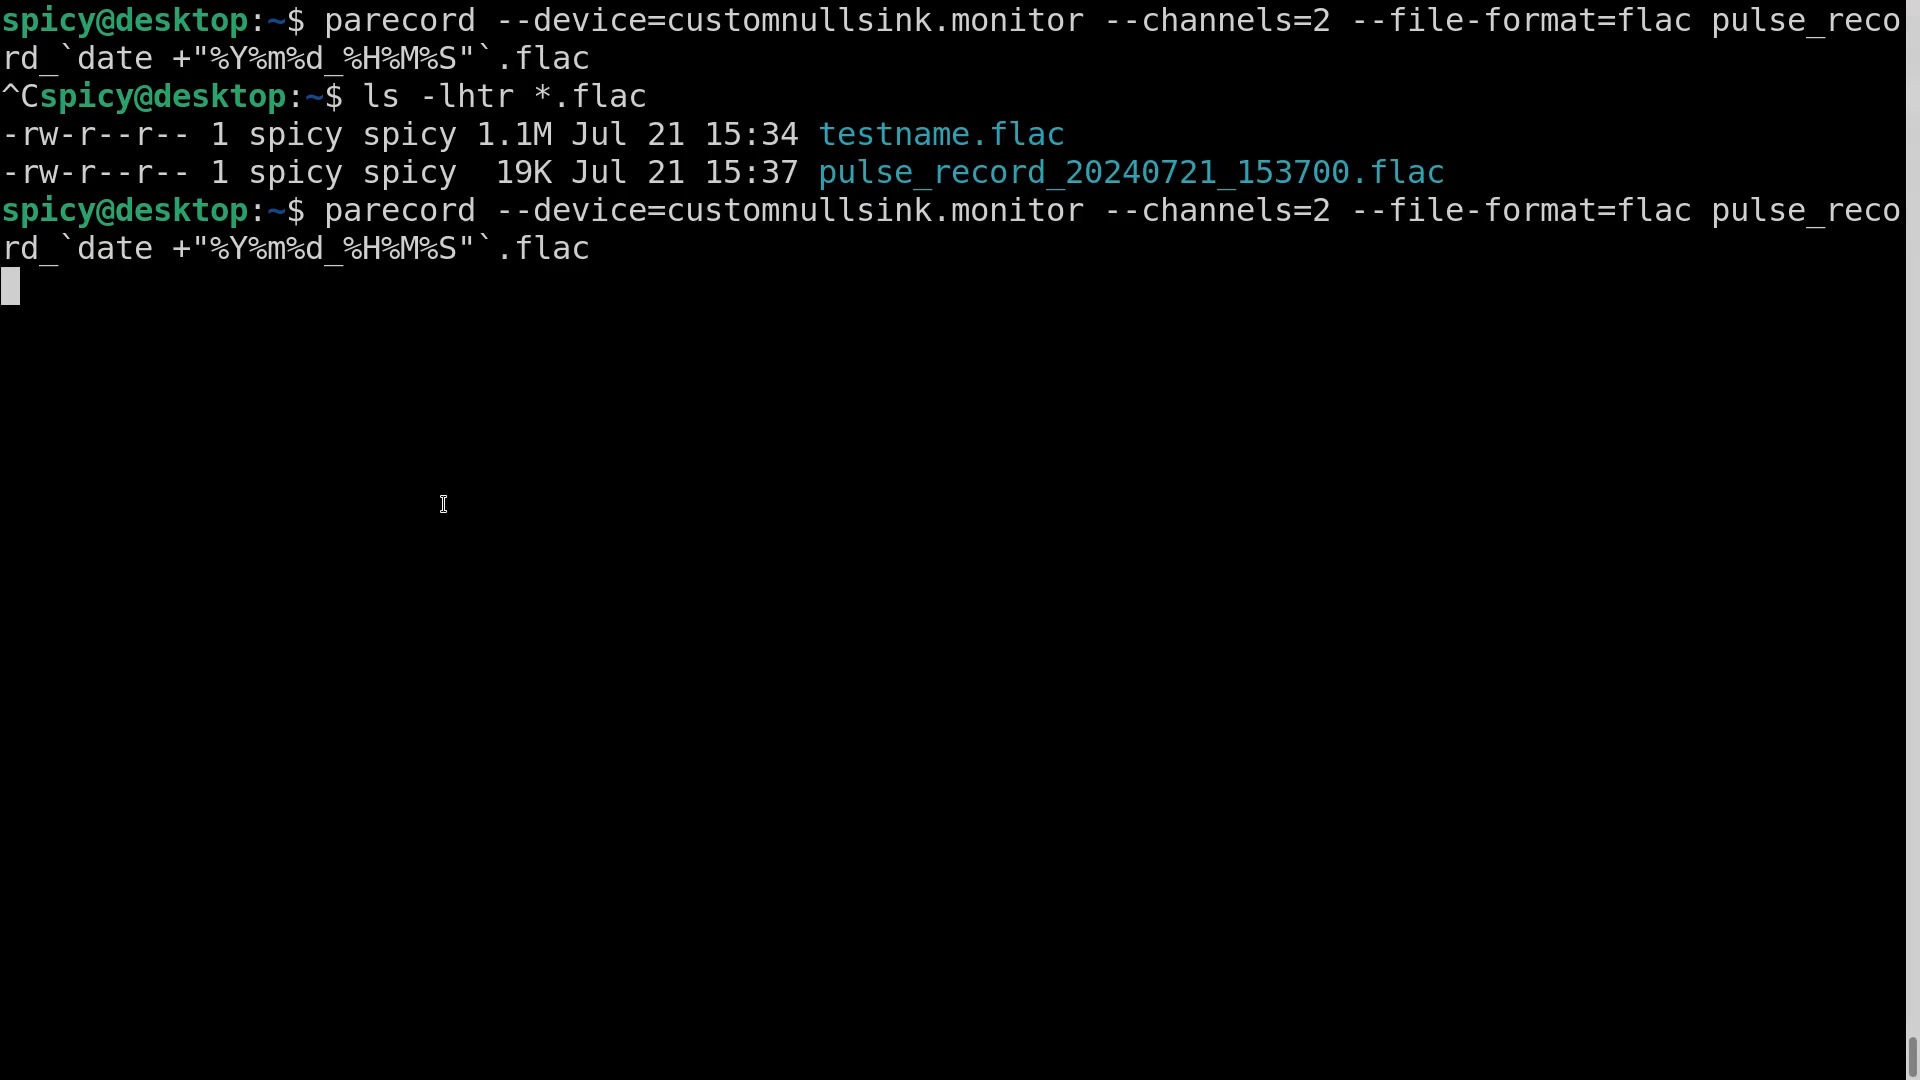 spicy@desktop:~$ parecord --device=customnullsink.monitor --channels=2 --file-format=flac pulse_reco
rd_`date +"%Y%m%d_%H%M%S"`.flac
^Cspicy@desktop:~$ ls -lhtr *.flac
-rw-r--r-- 1 spicy spicy 1.1M Jul 21 15:34 testname.flac
-rw-r--r-- 1 spicy spicy  19K Jul 21 15:37 pulse_record_20240721_153700.flac
spicy@desktop:~$ parecord --device=customnullsink.monitor --channels=2 --file-format=flac pulse_reco
rd_`date +"%Y%m%d_%H%M%S"`.flac